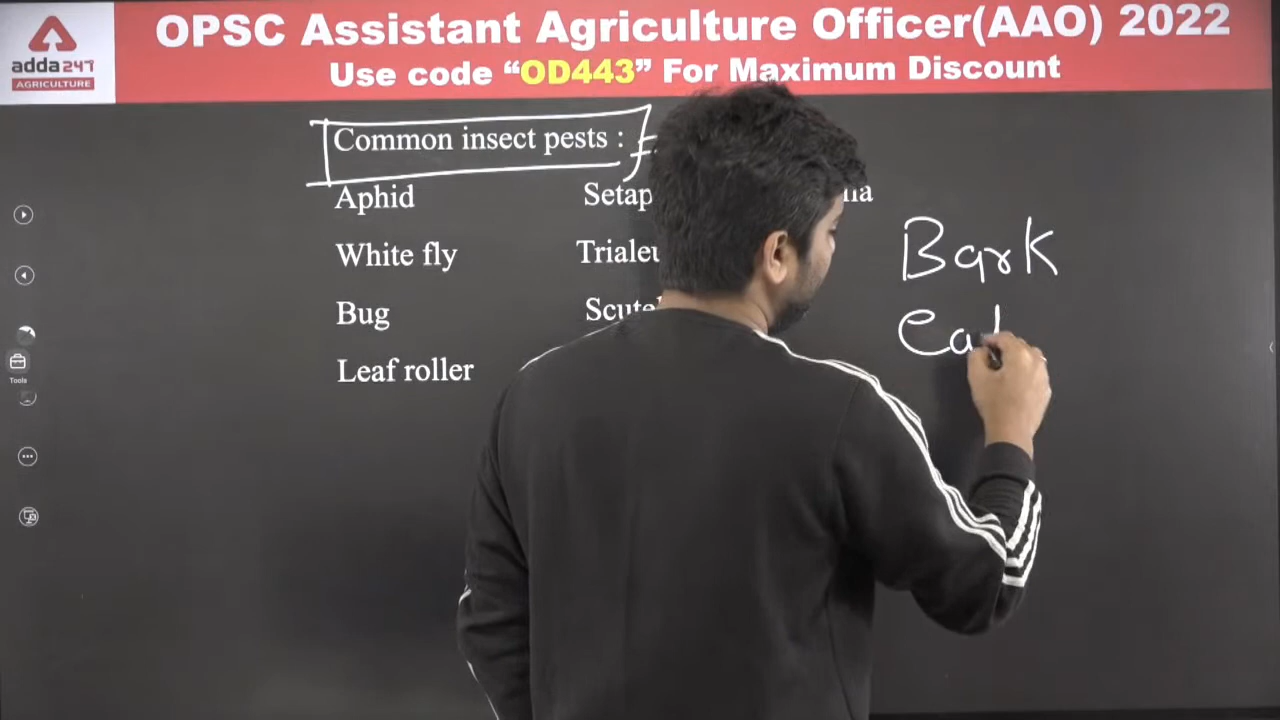 OPSC Assistant Agriculture Officer(AAO) 2022
adda247
AGRICULTURE
Use code “OD443” For Maximum Discount
Common insect pests :
Aphid
White fly
Bug
Leaf roller
Bark
Tools